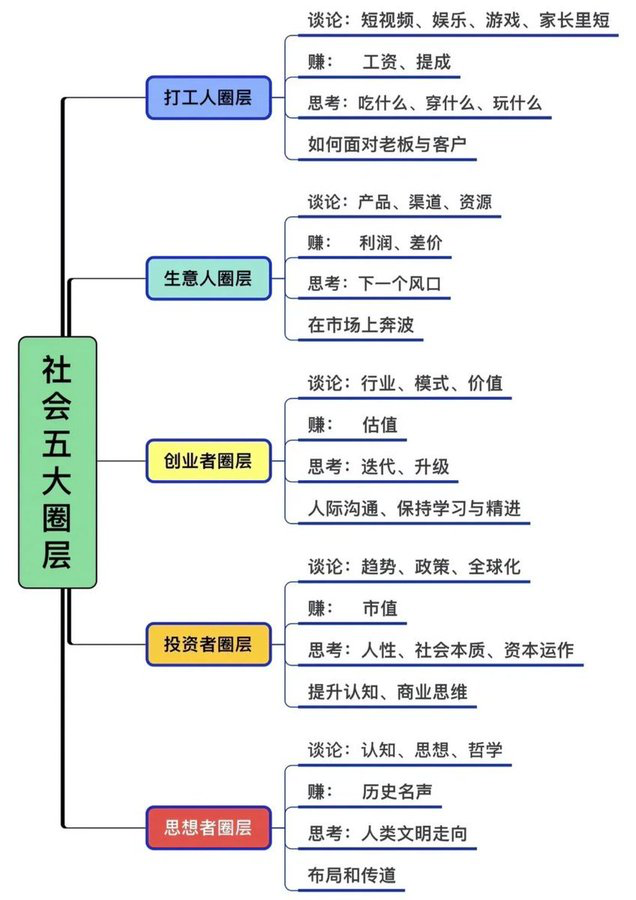 社会五大圈层
打工人圈层
谈论：短视频、娱乐、游戏、家长里短
赚：　工资、提成
思考：吃什么、穿什么、玩什么
如何面对老板与客户
生意人圈层
谈论：产品、渠道、资源
赚：　利润、差价
思考：下一个风口
在市场上奔波
创业者圈层
谈论：行业、模式、价值
赚：　估值
思考：迭代、升级
人际沟通、保持学习与精进
投资者圈层
谈论：趋势、政策、全球化
赚：　市值
思考：人性、社会本质、资本运作
提升认知、商业思维
思想者圈层
谈论：认知、思想、哲学
赚：　历史名声
思考：人类文明走向
布局和传道